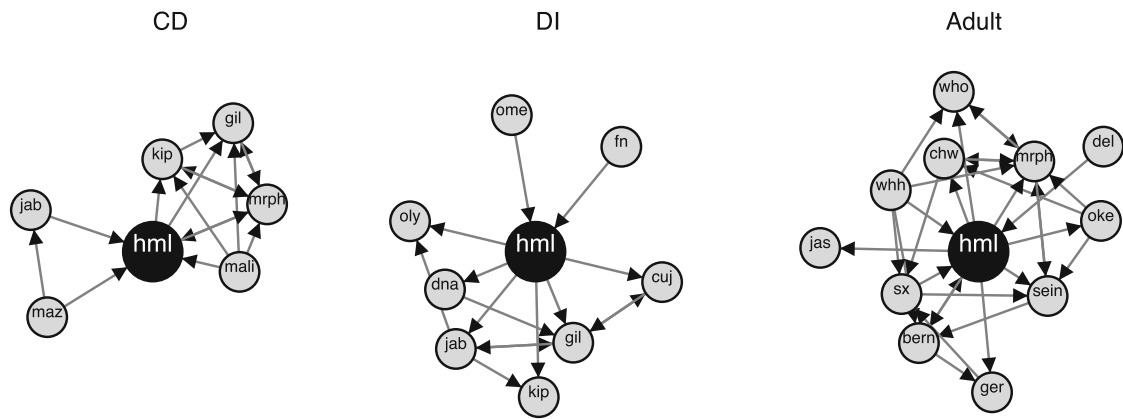 CD
DI
Adult
gil
kip
mrph
jab
hml
mali
maz
ome
fn
oly
hml
dna
cuj
jab
gil
kip
who
chw
mrph
del
whh
oke
jas
hml
sx
sein
bern
ger